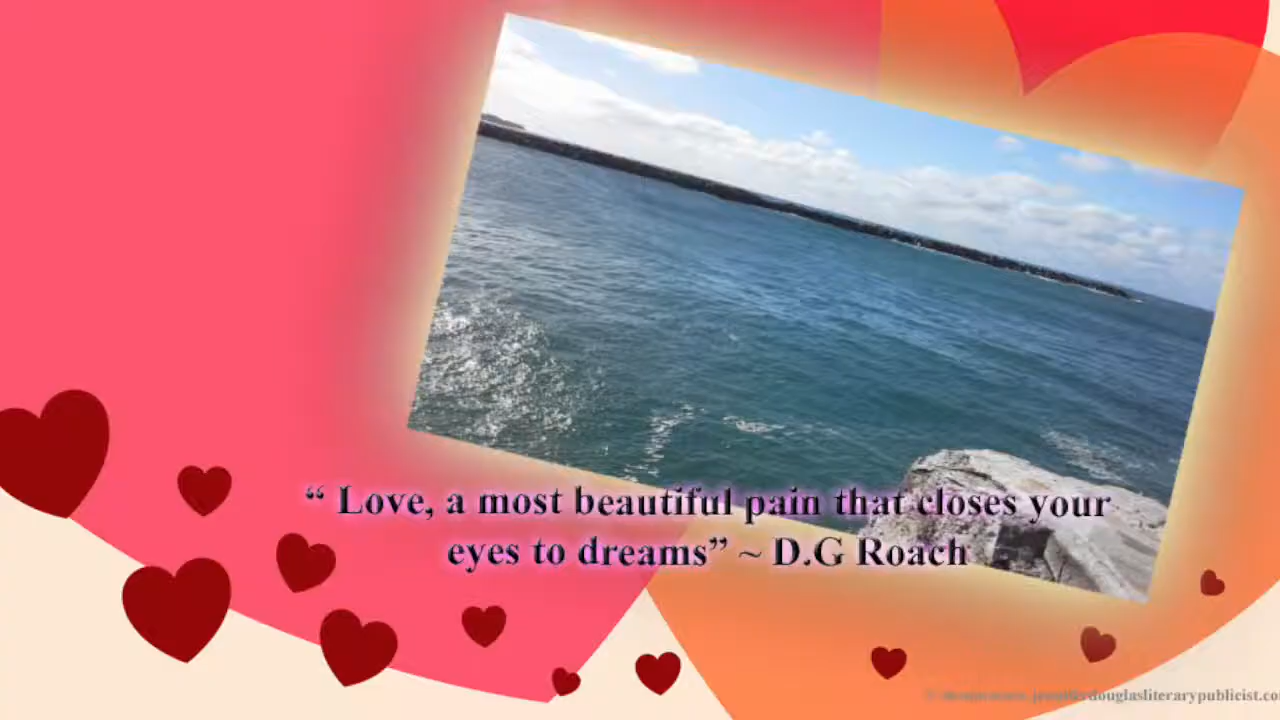 “ Love, a most beautiful pain that closes your
eyes to dreams” ~ D.G Roach